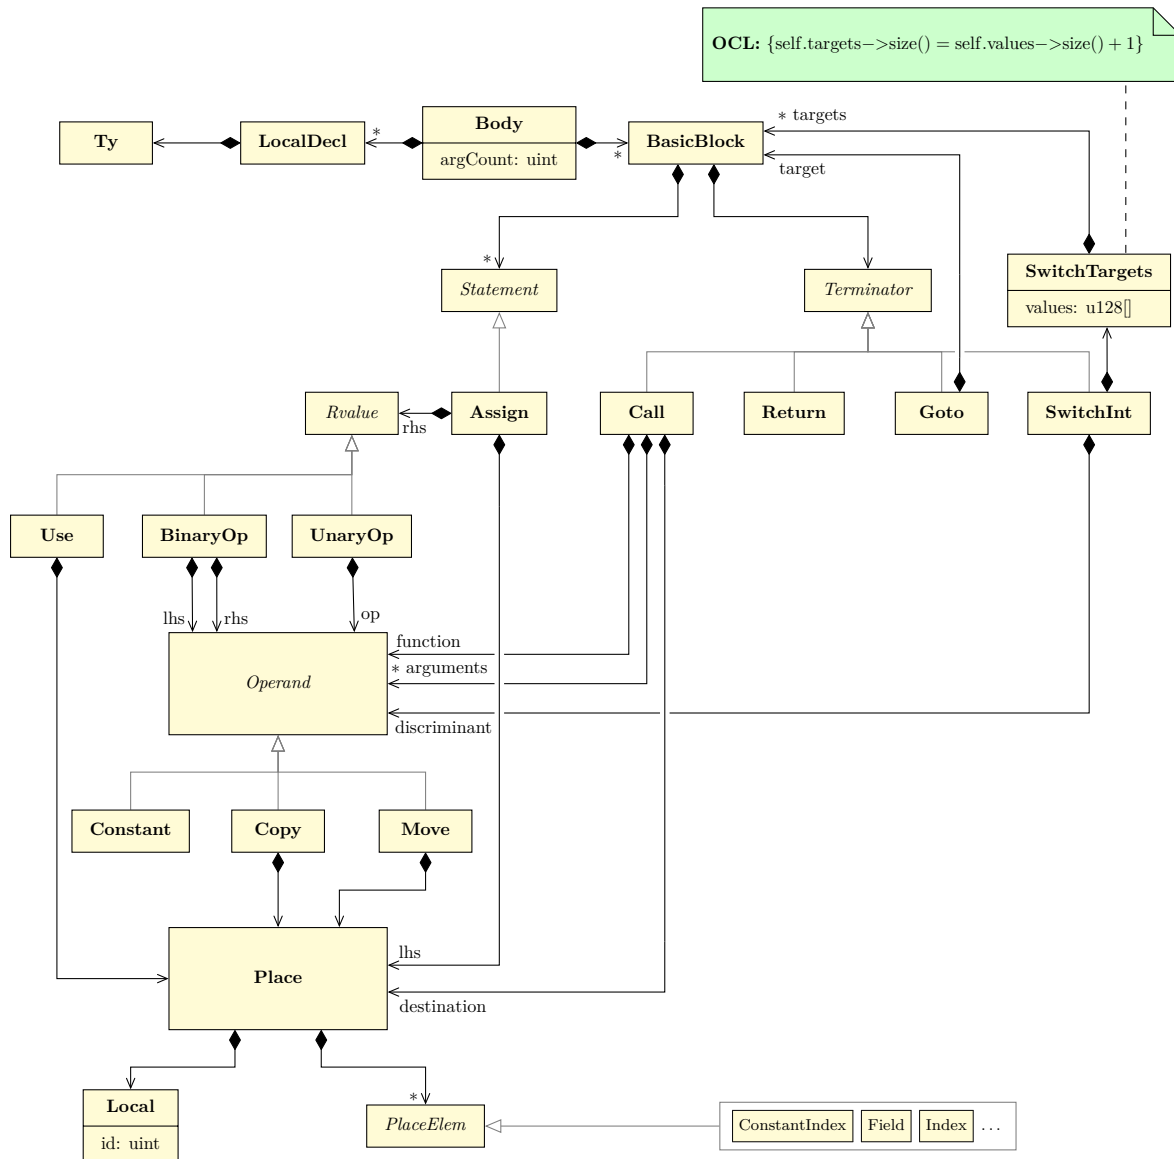 OCL: {self.targets−>size() = self.values−>size() + 1}
Ty
LocalDecl
*
Body
argCount: uint
*
BasicBlock
* targets
target
*
Statement
Terminator
SwitchTargets
values: u128[]
Rvalue
rhs
Assign
Call
Return
Goto
SwitchInt
Use
BinaryOp
UnaryOp
lhs
rhs
op
Operand
function
* arguments
discriminant
Constant
Copy
Move
Place
lhs
destination
Local
id: uint
*
PlaceElem
ConstantIndex
Field
Index
...